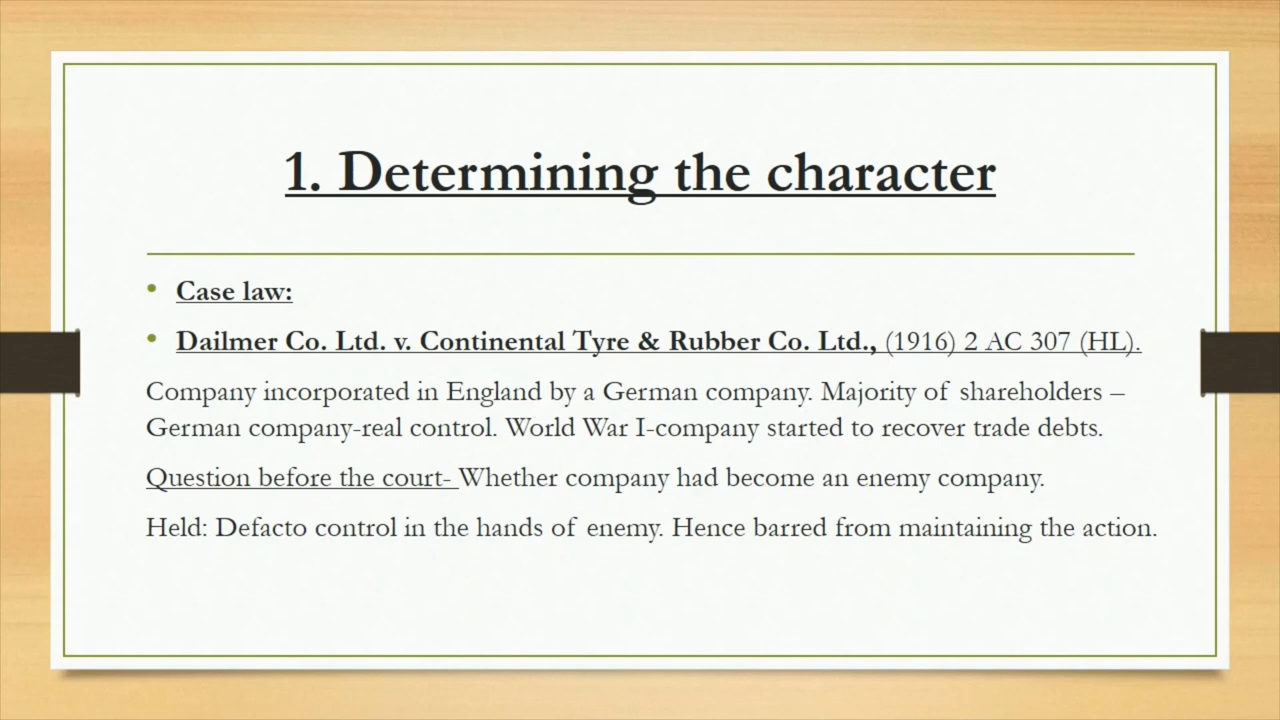 1. Determining the character
• Case law:
• Dailmer Co. Ltd. v. Continental Tyre & Rubber Co. Ltd., (1916) 2 AC 307 (HL).
Company incorporated in England by a German company. Majority of shareholders –
German company-real control. World War I-company started to recover trade debts.
Question before the court- Whether company had become an enemy company.
Held: Defacto control in the hands of enemy. Hence barred from maintaining the action.